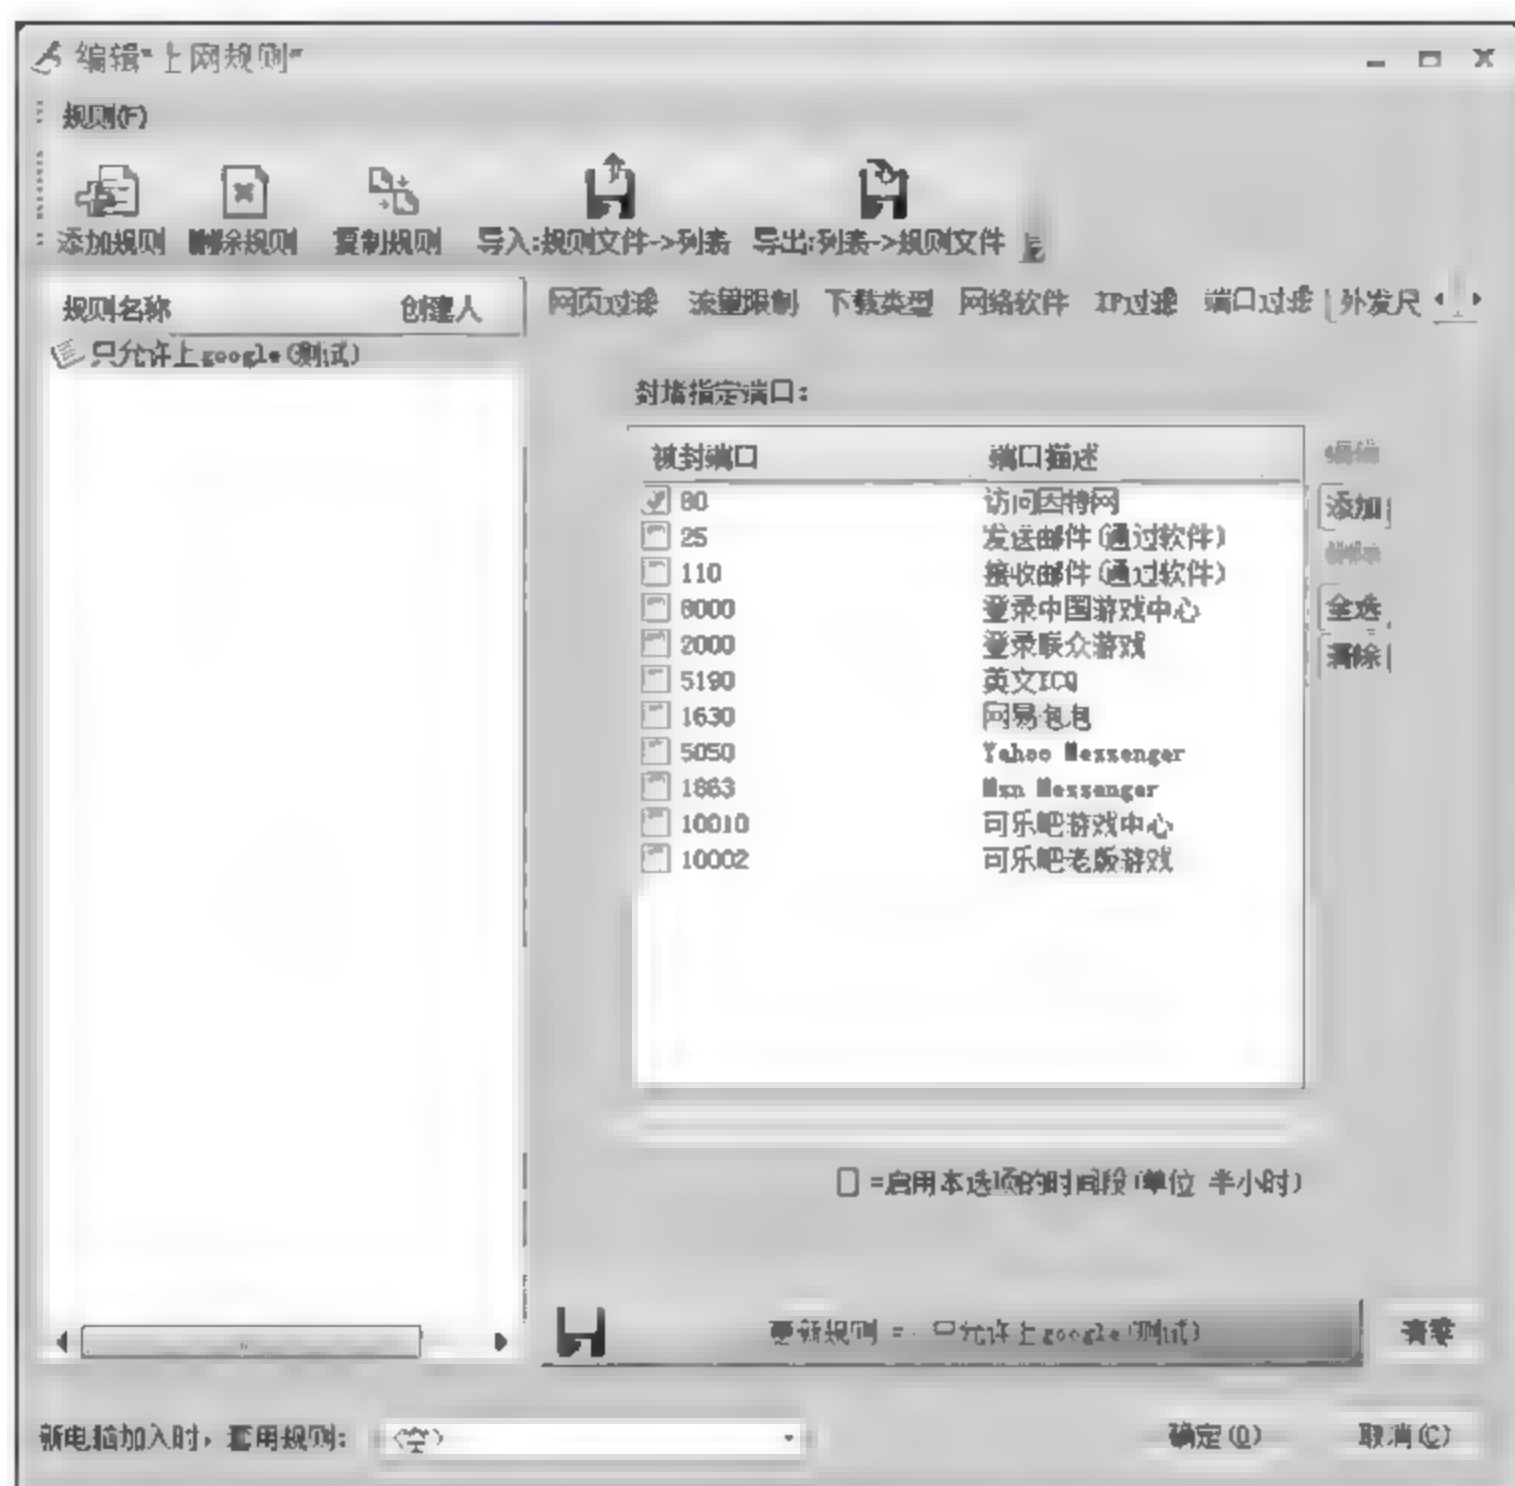 编辑"上网规则"
规则(F)
添加规则 删除规则 复制规则 导入:规则文件->列表 导出:列表->规则文件
规则名称 创建人
只允许上google(测试)
网页过滤 流量限制 下载类型 网络软件 IP过滤 端口过滤 外发尺
封堵指定端口:
被封端口 端口描述
80 访问因特网
25 发送邮件(通过软件)
110 接收邮件(通过软件)
8000 登录中国游戏中心
2000 登录联众游戏
5190 英文ICQ
1630 网易包包
5050 Yahoo Messenger
1863 Msn Messenger
10010 可乐吧游戏中心
10002 可乐吧老版游戏
编辑
添加
删除
全选
清除
=启用本选项的时间段(单位 半小时)
更新规则 = 只允许上google(测试)
清零
新电脑加入时,套用规则: <空>
确定(O) 取消(C)